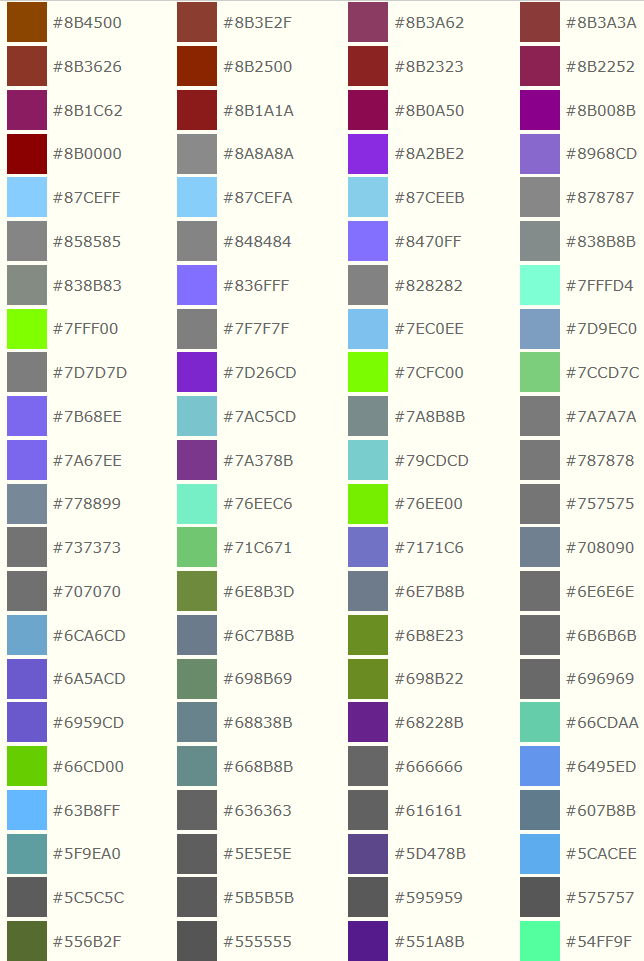 #8B4500 #8B3E2F #8B3A62 #8B3A3A
#8B3626 #8B2500 #8B2323 #8B2252
#8B1C62 #8B1A1A #8B0A50 #8B008B
#8B0000 #8A8A8A #8A2BE2 #8968CD
#87CEFF #87CEFA #87CEEB #878787
#858585 #848484 #8470FF #838B8B
#838B83 #836FFF #828282 #7FFFD4
#7FFF00 #7F7F7F #7EC0EE #7D9EC0
#7D7D7D #7D26CD #7CFC00 #7CCD7C
#7B68EE #7AC5CD #7A8B8B #7A7A7A
#7A67EE #7A378B #79CDCD #787878
#778899 #76EEC6 #76EE00 #757575
#737373 #71C671 #7171C6 #708090
#707070 #6E8B3D #6E7B8B #6E6E6E
#6CA6CD #6C7B8B #6B8E23 #6B6B6B
#6A5ACD #698B69 #698B22 #696969
#6959CD #68838B #68228B #66CDAA
#66CD00 #668B8B #666666 #6495ED
#63B8FF #636363 #616161 #607B8B
#5F9EA0 #5E5E5E #5D478B #5CACEE
#5C5C5C #5B5B5B #595959 #575757
#556B2F #555555 #551A8B #54FF9F